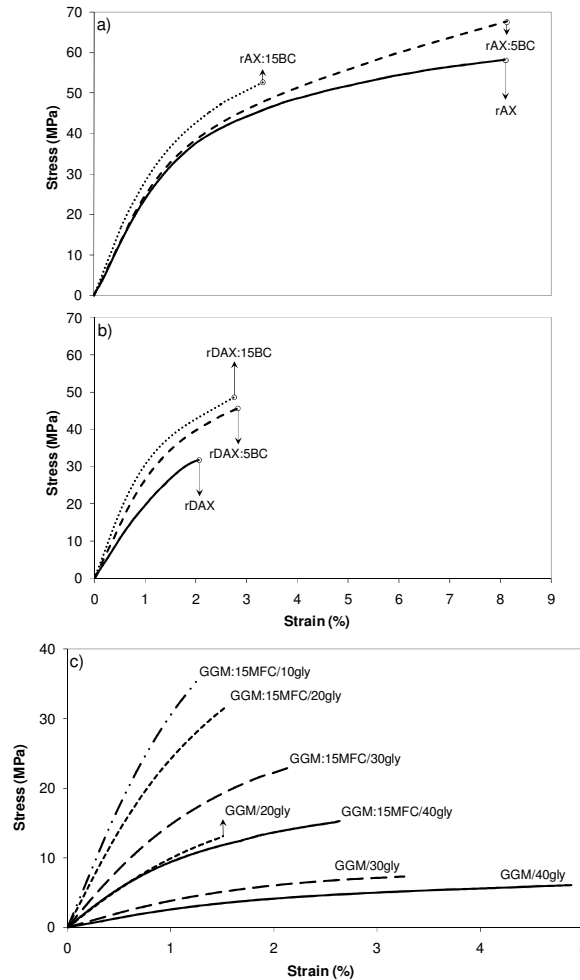 a)
70
60
50
40
30
20
10
0
Stress (MPa)
rAX:15BC
rAX:5BC
rAX
b)
70
60
50
40
30
20
10
0
Stress (MPa)
rDAX:15BC
rDAX:5BC
rDAX
0 1 2 3 4 5 6 7 8 9
Strain (%)
c)
40
30
20
10
0
Stress (MPa)
GGM:15MFC/10gly
GGM:15MFC/20gly
GGM:15MFC/30gly
GGM/20gly
GGM:15MFC/40gly
GGM/30gly
GGM/40gly
0 1 2 3 4
Strain (%)